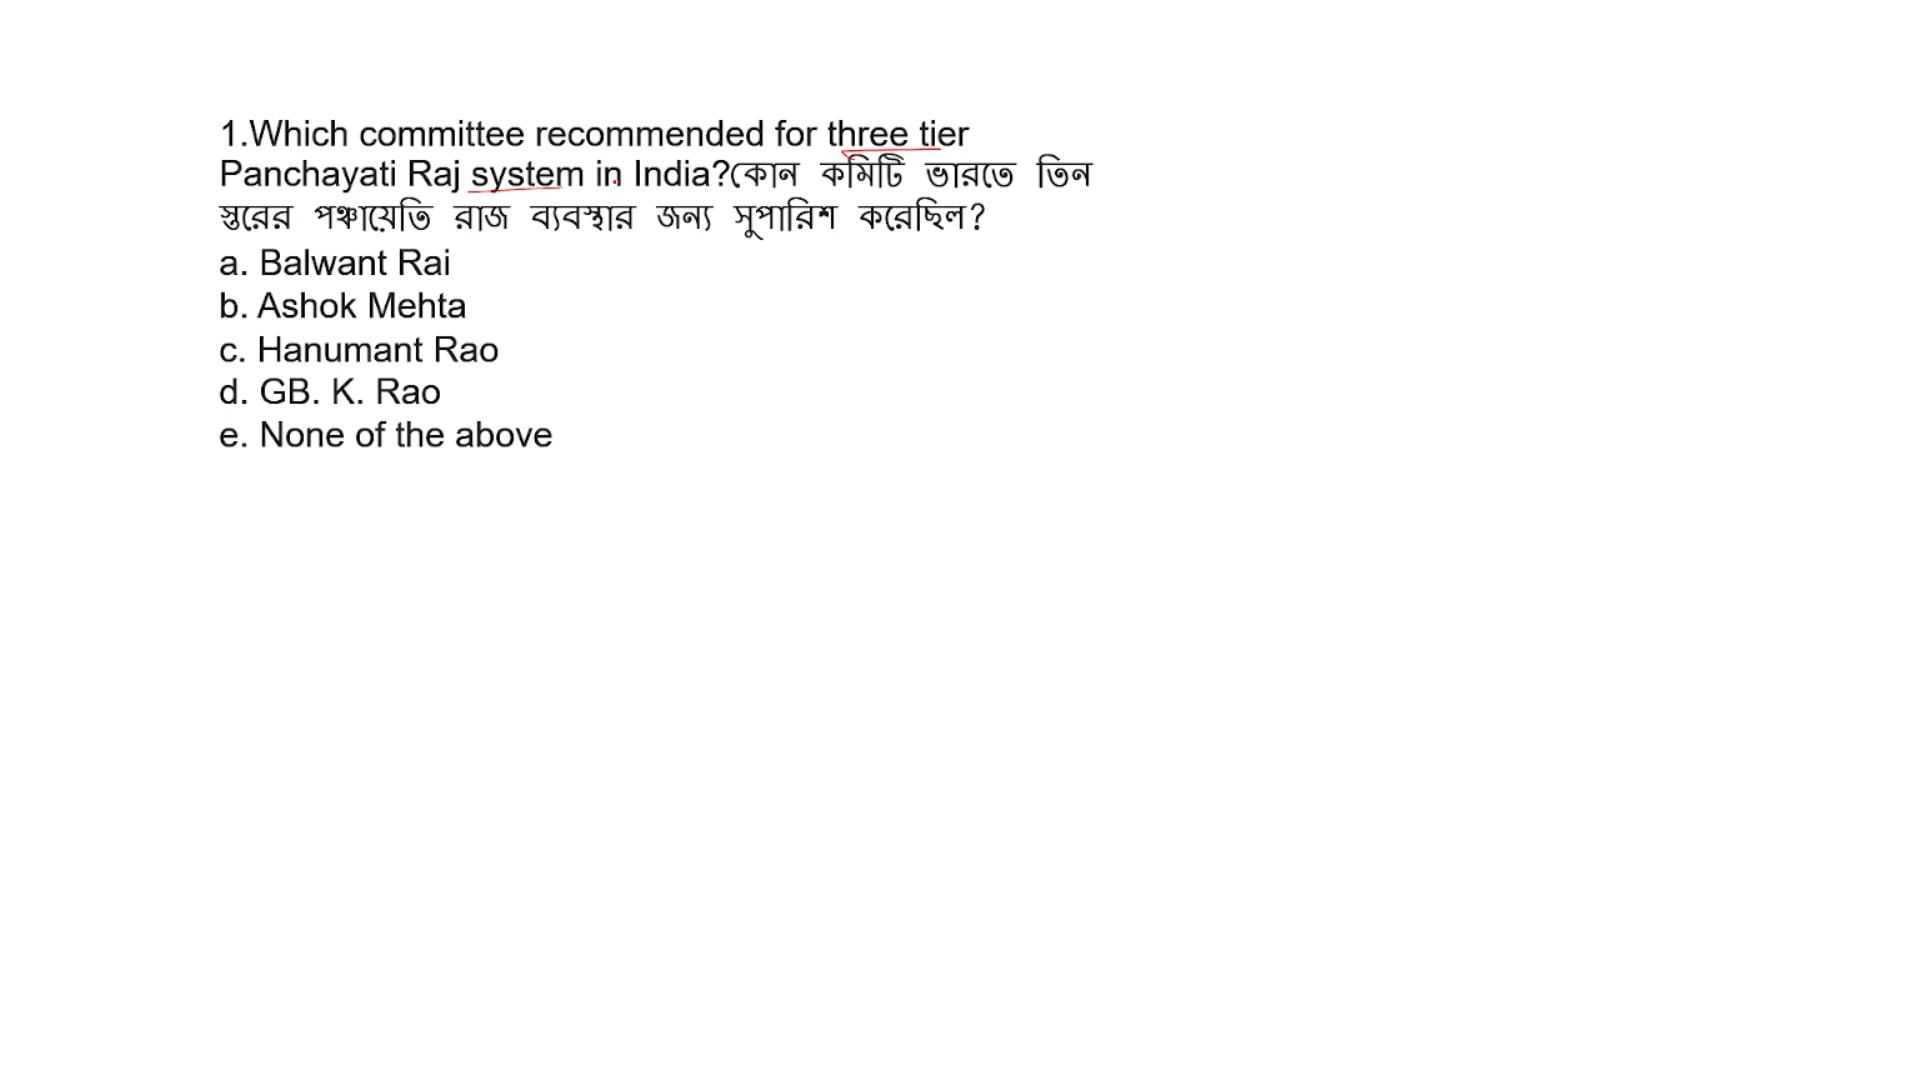 1.Which committee recommended for three tier
Panchayati Raj system in India?কোন কমিটি ভারতে তিন
স্তরের পঞ্চায়েতি রাজ ব্যবস্থার জন্য সুপারিশ করেছিল?
a. Balwant Rai
b. Ashok Mehta
c. Hanumant Rao
d. GB. K. Rao
e. None of the above